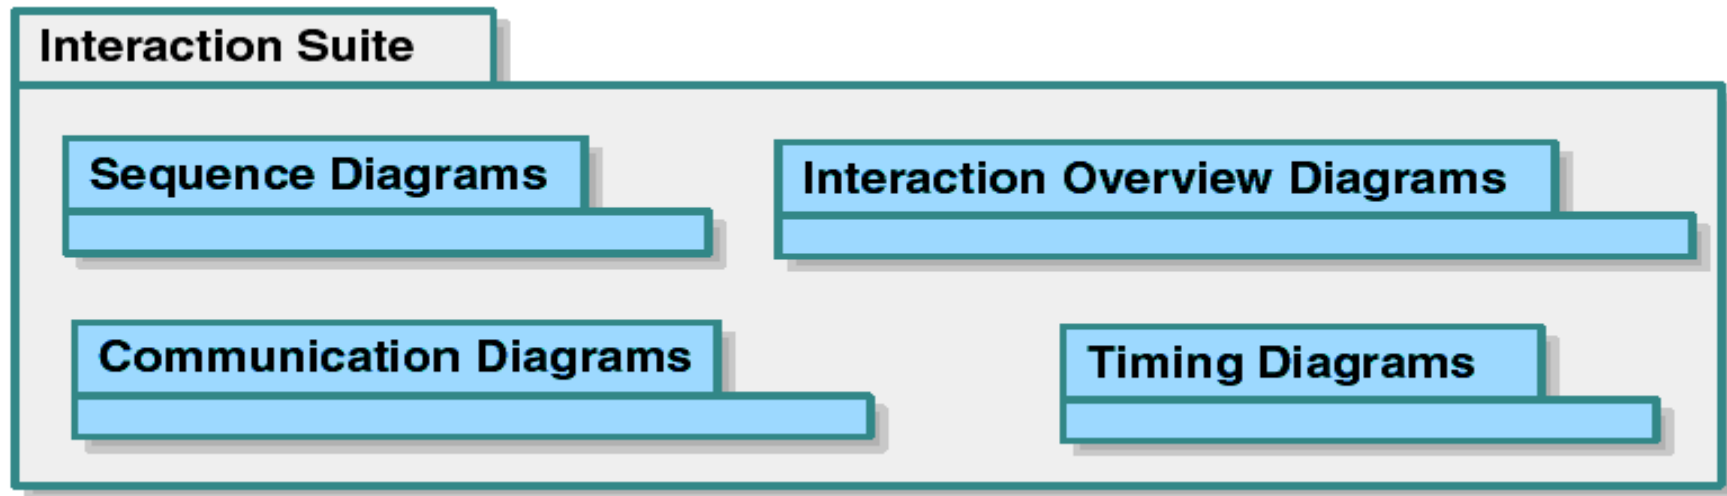 Interaction Suite
Sequence Diagrams
Interaction Overview Diagrams
Communication Diagrams
Timing Diagrams